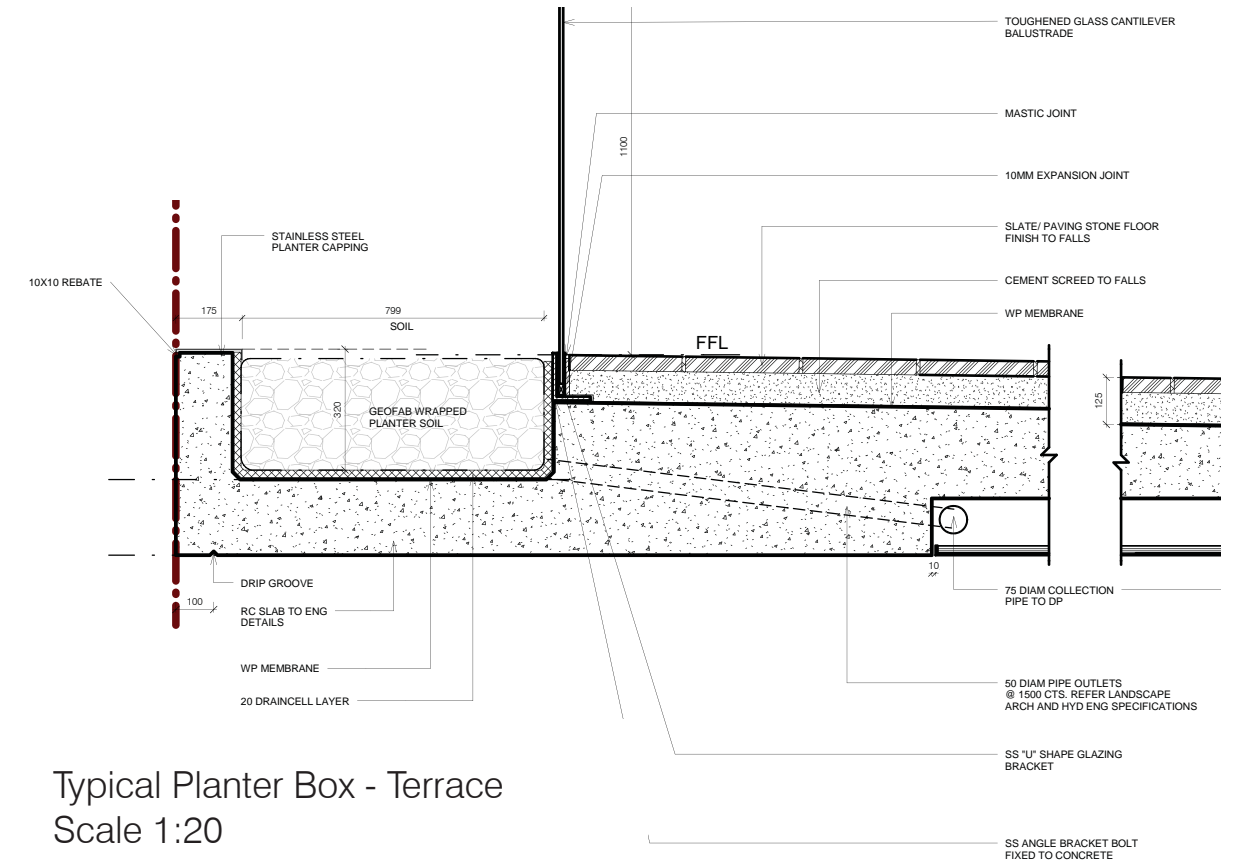 TOUGHENED GLASS CANTILEVER
BALUSTRADE
MASTIC JOINT
1100
10MM EXPANSION JOINT
SLATE/ PAVING STONE FLOOR
FINISH TO FALLS
STAINLESS STEEL
PLANTER CAPPING
CEMENT SCREED TO FALLS
10X10 REBATE
WP MEMBRANE
175
799
SOIL
FFL
320
GEOFAB WRAPPED
PLANTER SOIL
125
10
DRIP GROOVE
75 DIAM COLLECTION
PIPE TO DP
100
RC SLAB TO ENG
DETAILS
WP MEMBRANE
50 DIAM PIPE OUTLETS
@ 1500 CTS. REFER LANDSCAPE
ARCH AND HYD ENG SPECIFICATIONS
20 DRAINCELL LAYER
SS "U" SHAPE GLAZING
BRACKET
Typical Planter Box - Terrace
Scale 1:20
SS ANGLE BRACKET BOLT
FIXED TO CONCRETE